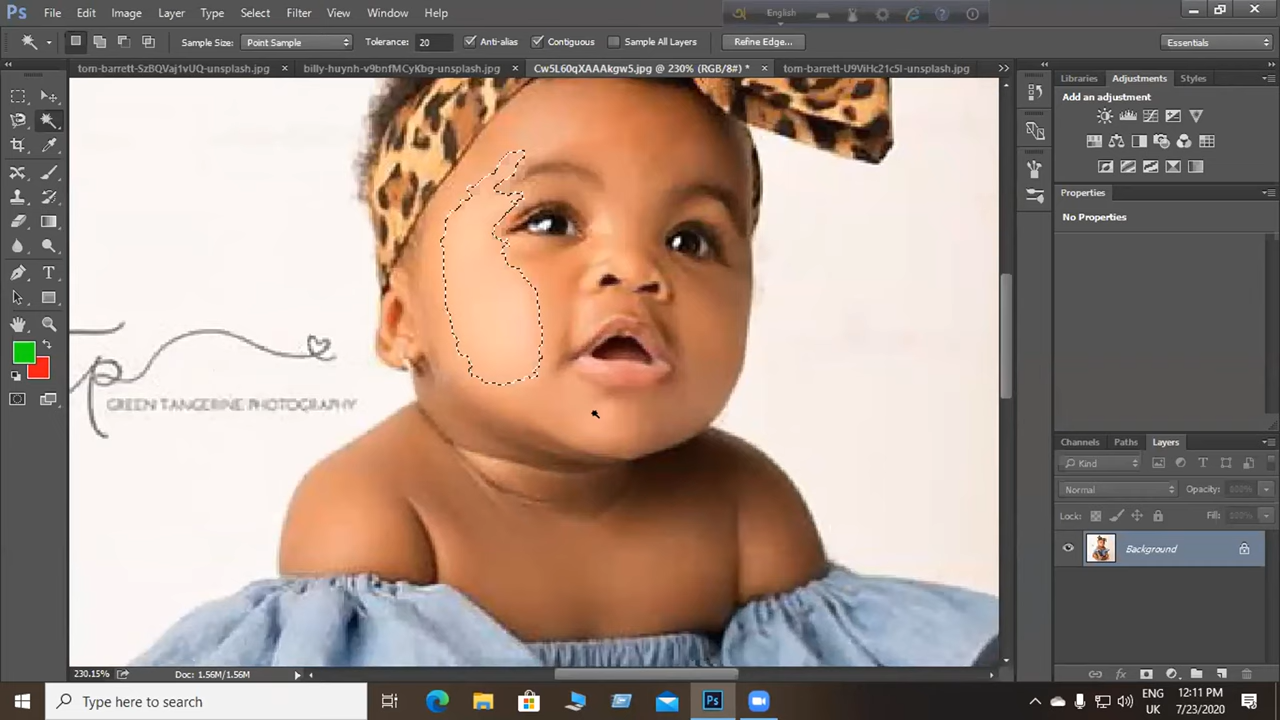 Ps File Edit Image Layer Type Select Filter View Window Help
English
Sample Size: Point Sample Tolerance: 20 Anti-alias Contiguous Sample All Layers Refine Edge... Essentials
tom-barrett-SzBQVaj1vUQ-unsplash.jpg × billy-huynh-v9bnfMCyKbg-unsplash.jpg × Cw5L60qXAAAkgw5.jpg @ 230% (RGB/8#) * × tom-barrett-U9ViHc21c5I-unsplash.jpg
Libraries Adjustments Styles
Add an adjustment
Properties
No Properties
GREEN TANGERINE PHOTOGRAPHY
Channels Paths Layers
Kind
Normal Opacity: 100%
Lock: Fill: 100%
Background
230.15% Doc: 1.56M/1.56M
Type here to search
Ps
ENG
UK
12:11 PM
7/23/2020